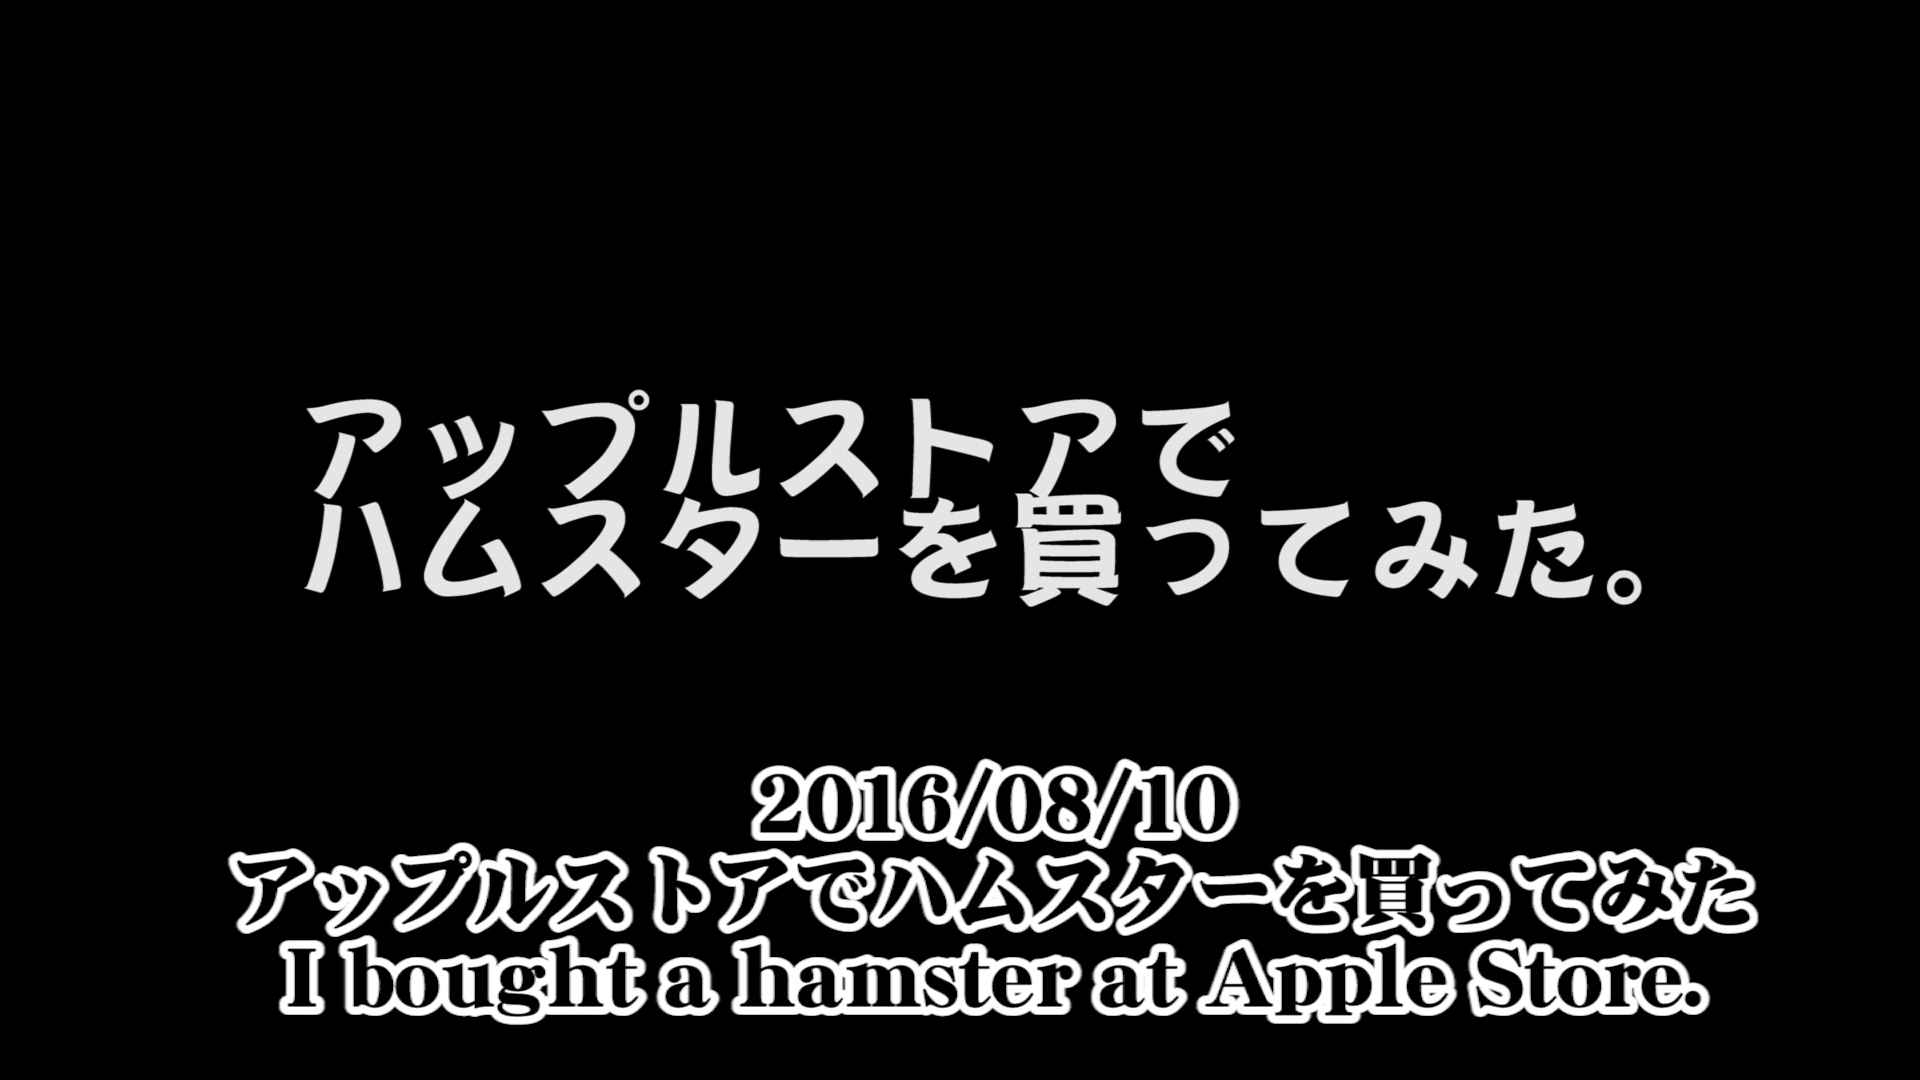 アップルストアで
ハムスターを買ってみた。
2016/08/10
アップルストアでハムスターを買ってみた
I bought a hamster at Apple Store.